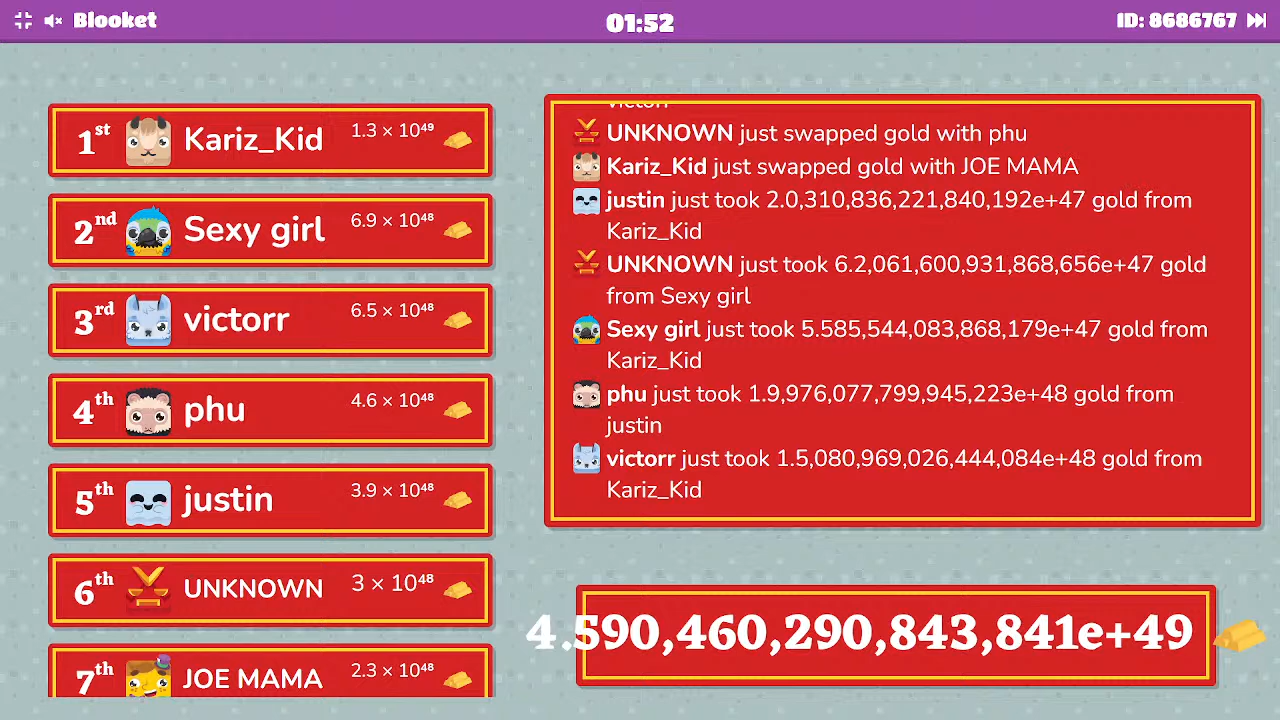 Blooket
01:52
ID: 8686767
1st Kariz_Kid 1.3 × 10⁴⁹
2nd Sexy girl 6.9 × 10⁴⁸
3rd victorr 6.5 × 10⁴⁸
4th phu 4.6 × 10⁴⁸
5th justin 3.9 × 10⁴⁸
6th UNKNOWN 3 × 10⁴⁸
7th JOE MAMA 2.3 × 10⁴⁸
victorr
UNKNOWN just swapped gold with phu
Kariz_Kid just swapped gold with JOE MAMA
justin just took 2.0,310,836,221,840,192e+47 gold from
Kariz_Kid
UNKNOWN just took 6.2,061,600,931,868,656e+47 gold
from Sexy girl
Sexy girl just took 5.585,544,083,868,179e+47 gold from
Kariz_Kid
phu just took 1.9,976,077,799,945,223e+48 gold from
justin
victorr just took 1.5,080,969,026,444,084e+48 gold from
Kariz_Kid
4.590,460,290,843,841e+49